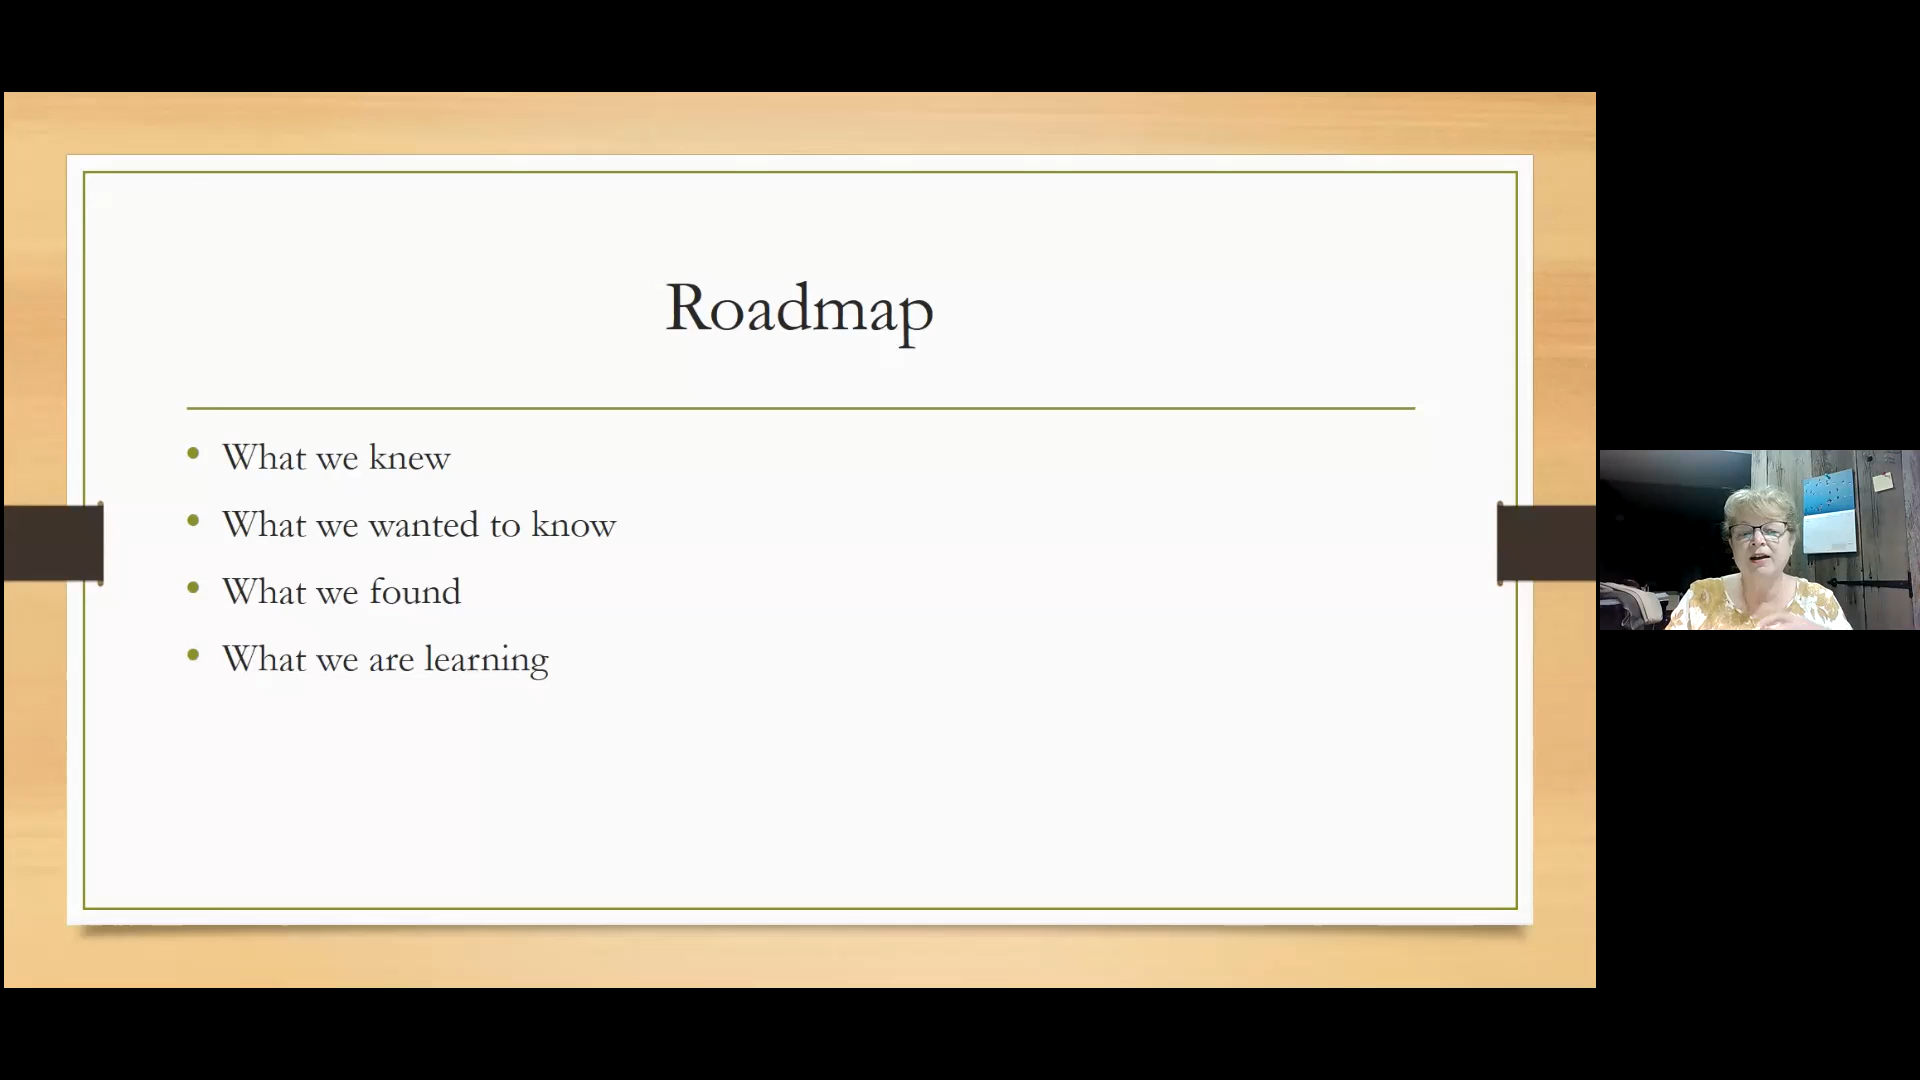 Roadmap
What we knew
What we wanted to know
What we found
What we are learning